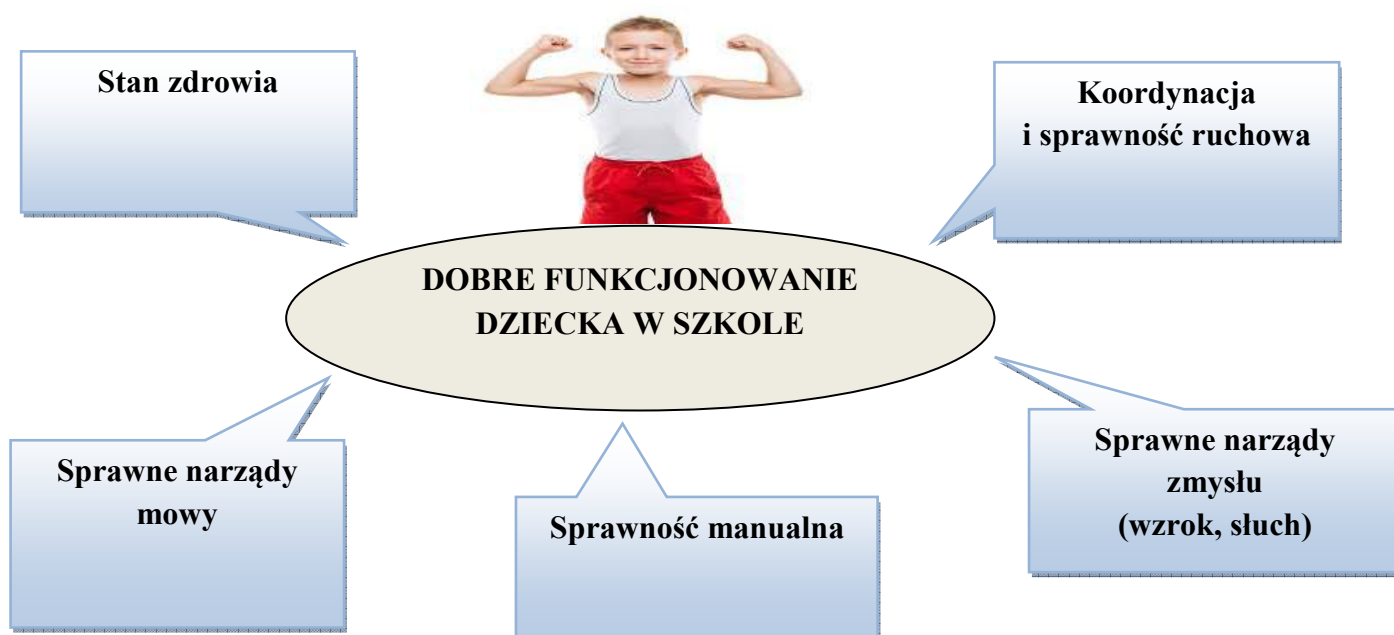 Stan zdrowia
Koordynacja
i sprawność ruchowa
DOBRE FUNKCJONOWANIE
DZIECKA W SZKOLE
Sprawne narządy
mowy
Sprawność manualna
Sprawne narządy
zmysłu
(wzrok, słuch)